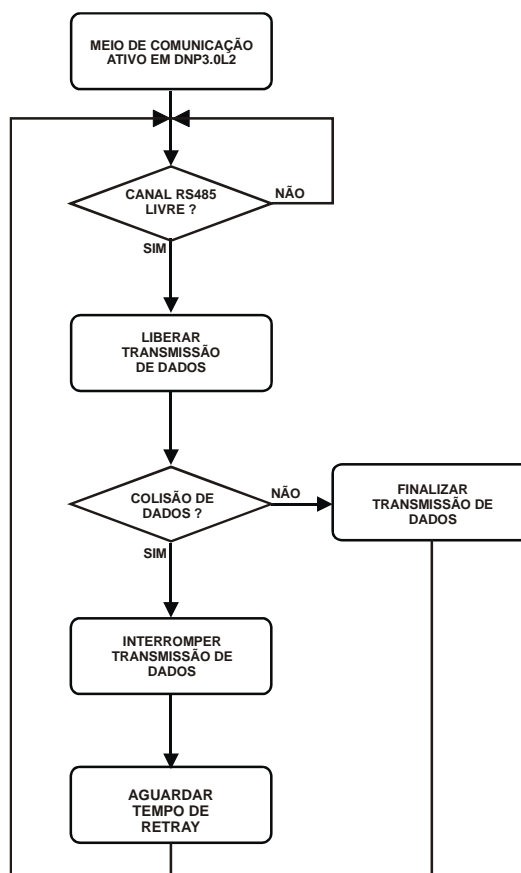 MEIO DE COMUNICAÇÃO
ATIVO EM DNP3.0L2
CANAL RS485
LIVRE ?
NÃO
SIM
LIBERAR
TRANSMISSÃO
DE DADOS
COLISÃO DE
DADOS ?
NÃO
FINALIZAR
TRANSMISSÃO DE
DADOS
SIM
INTERROMPER
TRANSMISSÃO DE
DADOS
AGUARDAR
TEMPO DE
RETRAY